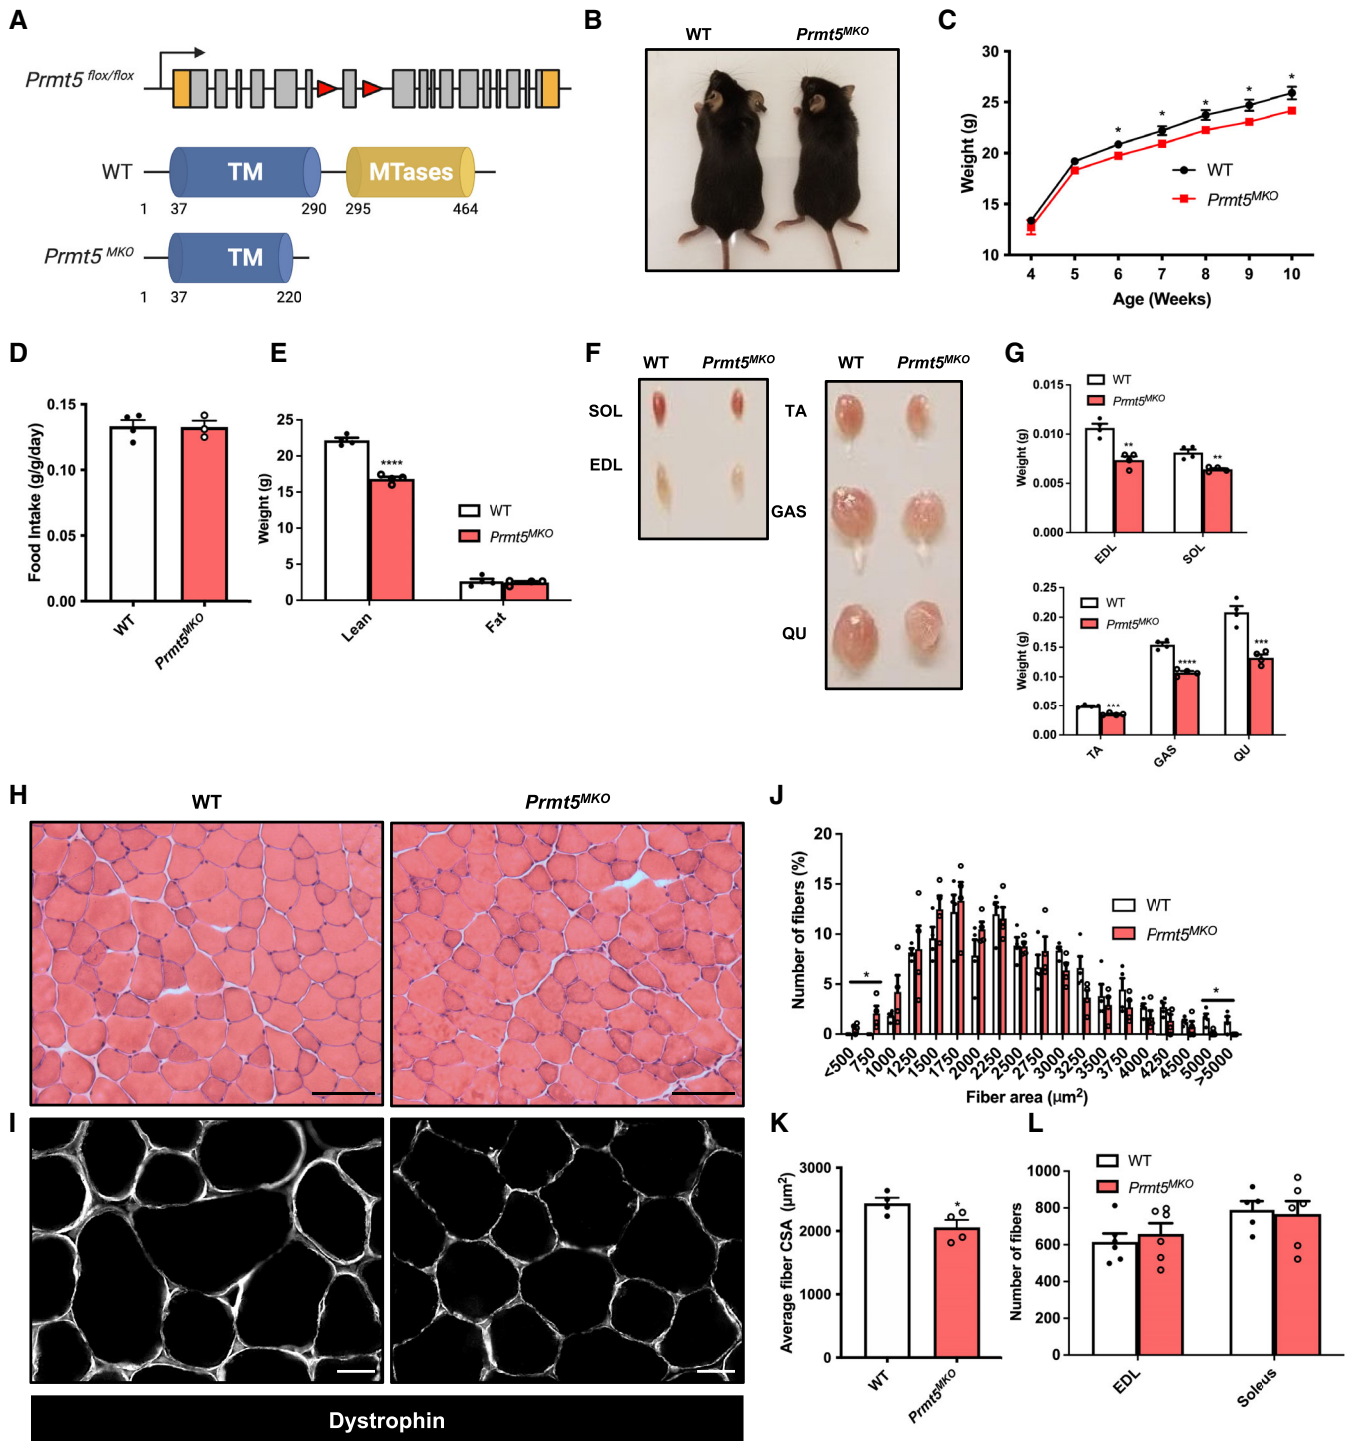 A
Prmt5 flox/flox
WT
TM
MTases
1
37
290
295
464
Prmt5 MKO
TM
1
37
220
B
WT
Prmt5MKO
C
Weight (g)
30
25
20
15
10
*
*
*
*
*
WT
Prmt5MKO
4
5
6
7
8
9
10
Age (Weeks)
D
Food Intake (g/g/day)
0.15
0.10
0.05
0.00
WT
Prmt5MKO
E
Weight (g)
25
20
15
10
5
0
****
WT
Prmt5MKO
Lean
Fat
F
WT
Prmt5MKO
SOL
EDL
WT
Prmt5MKO
TA
GAS
QU
G
WT
Prmt5MKO
Weight (g)
0.015
0.010
0.005
0.000
**
**
EDL
SOL
WT
Prmt5MKO
Weight (g)
0.25
0.20
0.15
0.10
0.05
0.00
***
****
***
TA
GAS
QU
H
WT
Prmt5MKO
I
Dystrophin
J
Number of fibers (%)
20
15
10
5
0
*
*
WT
Prmt5MKO
<500
750
1000
1250
1500
1750
2000
2250
2500
2750
3000
3250
3500
3750
4000
4250
4500
5000
>5000
Fiber area (µm2)
K
Average fiber CSA (µm2)
3000
2000
1000
0
*
WT
Prmt5MKO
L
WT
Prmt5MKO
Number of fibers
1000
800
600
400
200
0
EDL
Soleus